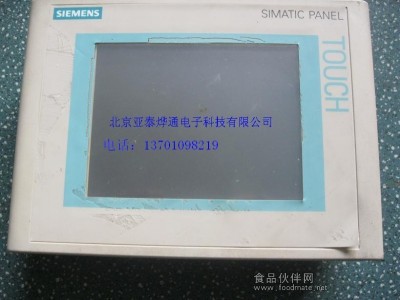 SIEMENS
SIMATIC PANEL
TOUCH
北京亚泰烨通电子科技有限公司
电话：13701098219
食品伙伴网
www.foodmate.net